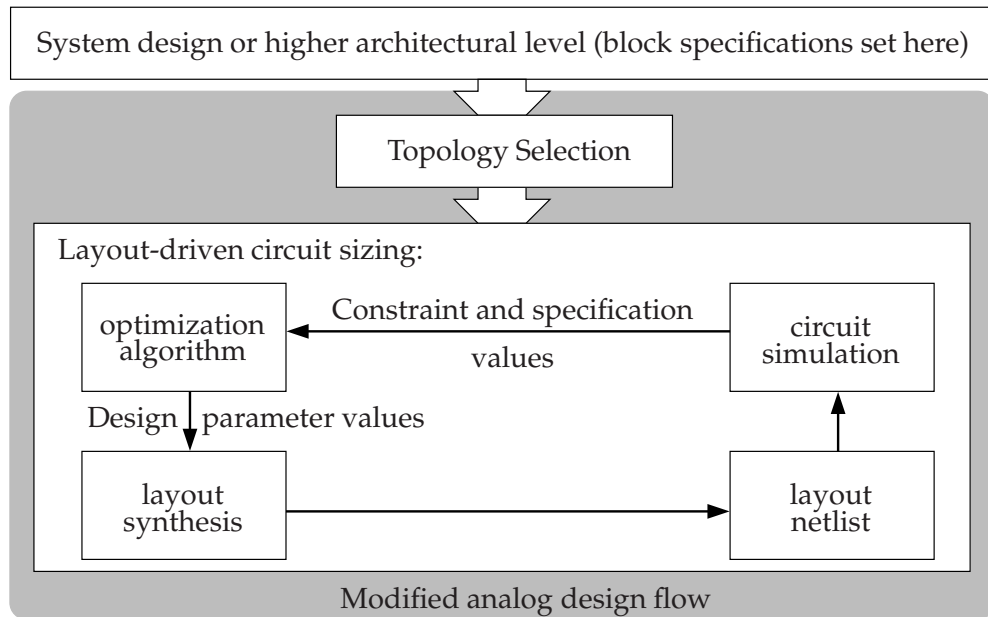 System design or higher architectural level (block specifications set here)
Topology Selection
Layout-driven circuit sizing:
optimization
algorithm
Constraint and specification
values
circuit
simulation
Design parameter values
layout
synthesis
layout
netlist
Modified analog design flow